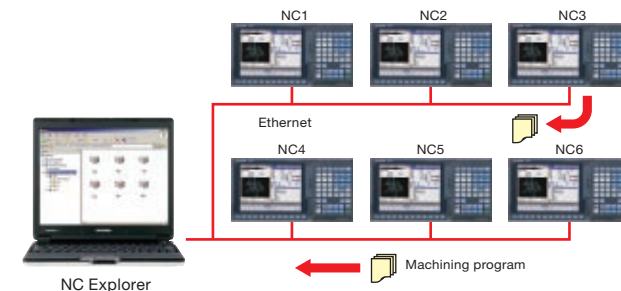 NC1
NC2
NC3
Ethernet
NC4
NC5
NC6
Machining program
NC Explorer